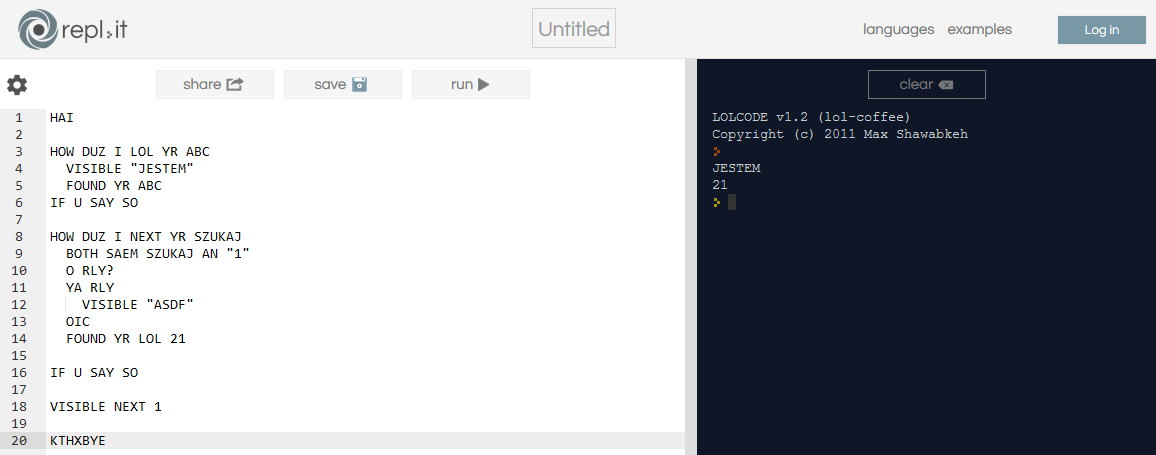 repl.it
Untitled
languages examples Log in
share save run clear
1 HAI
2
3 HOW DUZ I LOL YR ABC
4 VISIBLE "JESTEM"
5 FOUND YR ABC
6 IF U SAY SO
7
8 HOW DUZ I NEXT YR SZUKAJ
9 BOTH SAEM SZUKAJ AN "1"
10 O RLY?
11 YA RLY
12 VISIBLE "ASDF"
13 OIC
14 FOUND YR LOL 21
15
16 IF U SAY SO
17
18 VISIBLE NEXT 1
19
20 KTHXBYE
LOLCODE v1.2 (lol-coffee)
Copyright (c) 2011 Max Shawabkeh
JESTEM
21